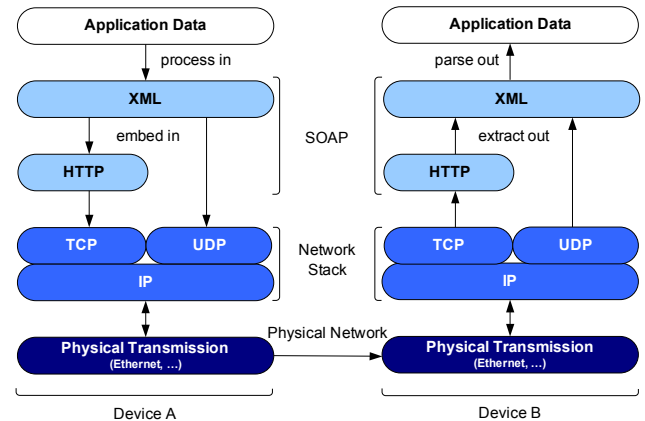 Application Data
process in
XML
embed in
HTTP
TCP
UDP
IP
Physical Transmission
(Ethernet, ...)
Device A
SOAP
Network
Stack
Physical Network
Application Data
parse out
XML
extract out
HTTP
TCP
UDP
IP
Physical Transmission
(Ethernet, ...)
Device B